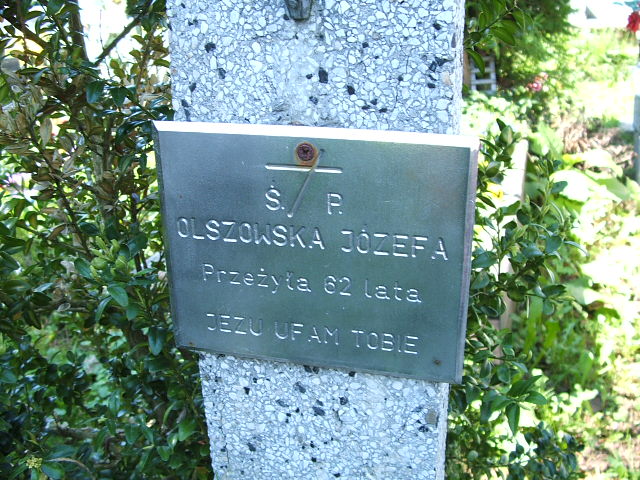 Ś. P.
OLSZOWSKA JÓZEFA
Przeżyła 62 lata
JEZU UFAM TOBIE